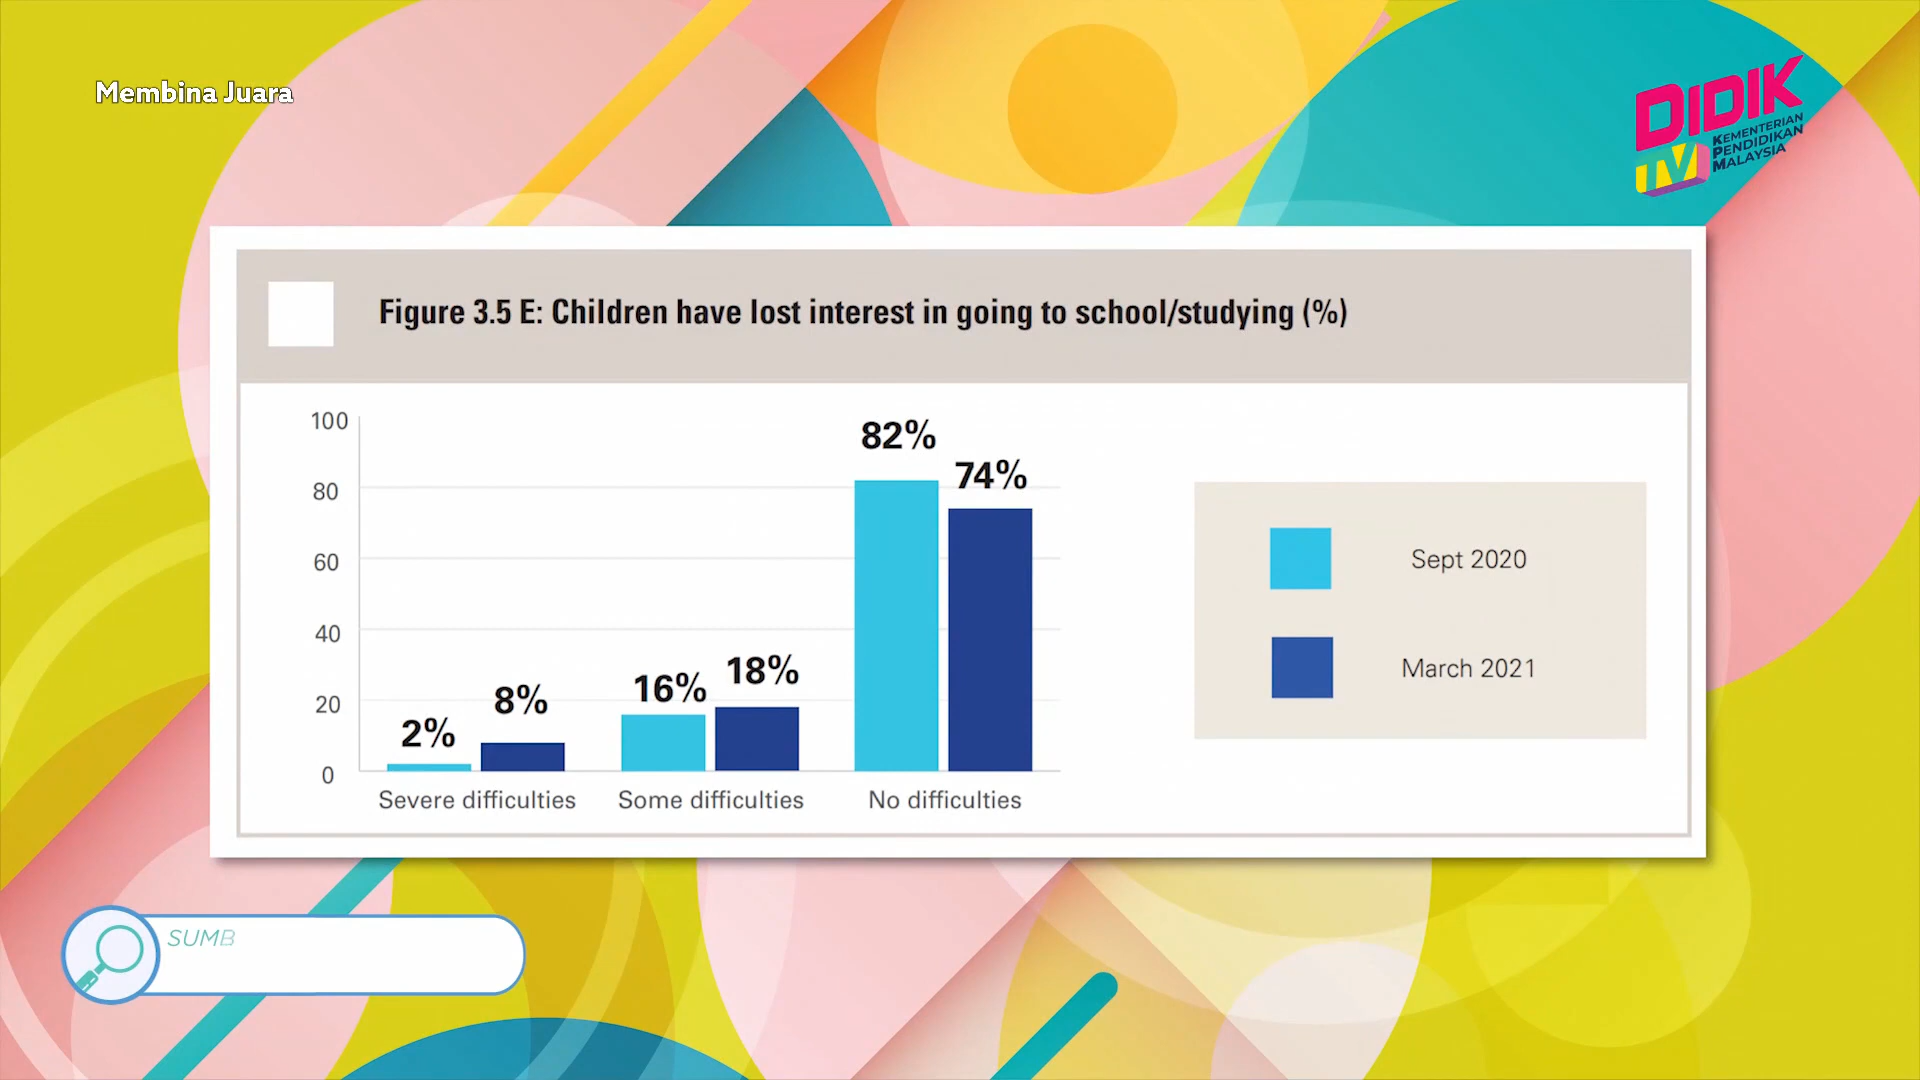 Membina Juara
DIDIK
TV
KEMENTERIAN
PENDIDIKAN
MALAYSIA
Figure 3.5 E: Children have lost interest in going to school/studying (%)
100
80
60
40
20
0
2%
8%
16%
18%
82%
74%
Severe difficulties
Some difficulties
No difficulties
Sept 2020
March 2021
SUMB